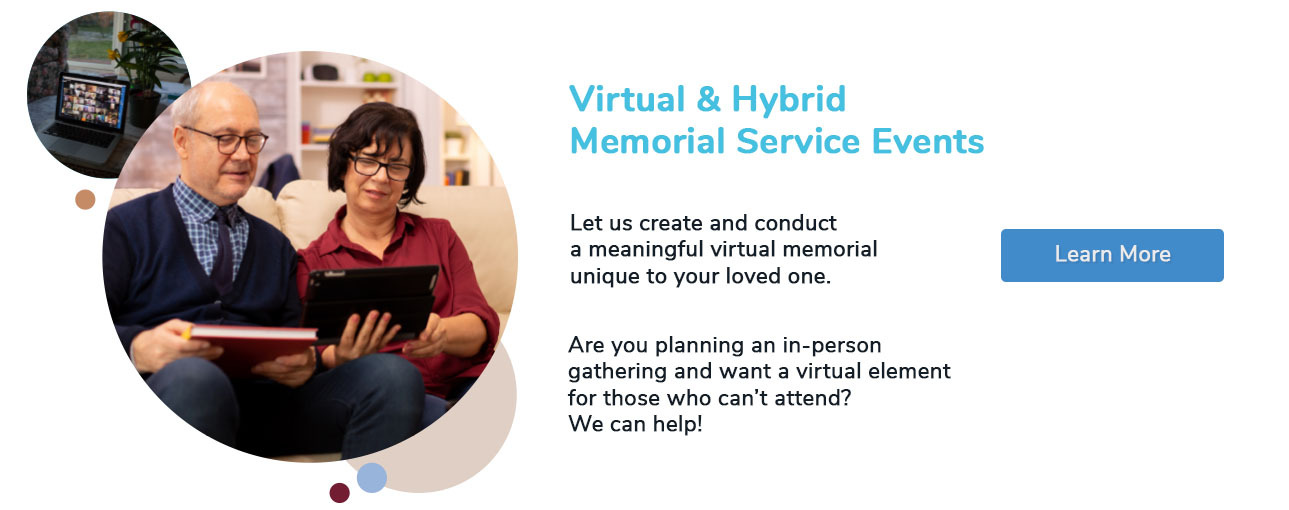 Virtual & Hybrid
Memorial Service Events
Let us create and conduct
a meaningful virtual memorial
unique to your loved one.
Learn More
Are you planning an in-person
gathering and want a virtual element
for those who can’t attend?
We can help!